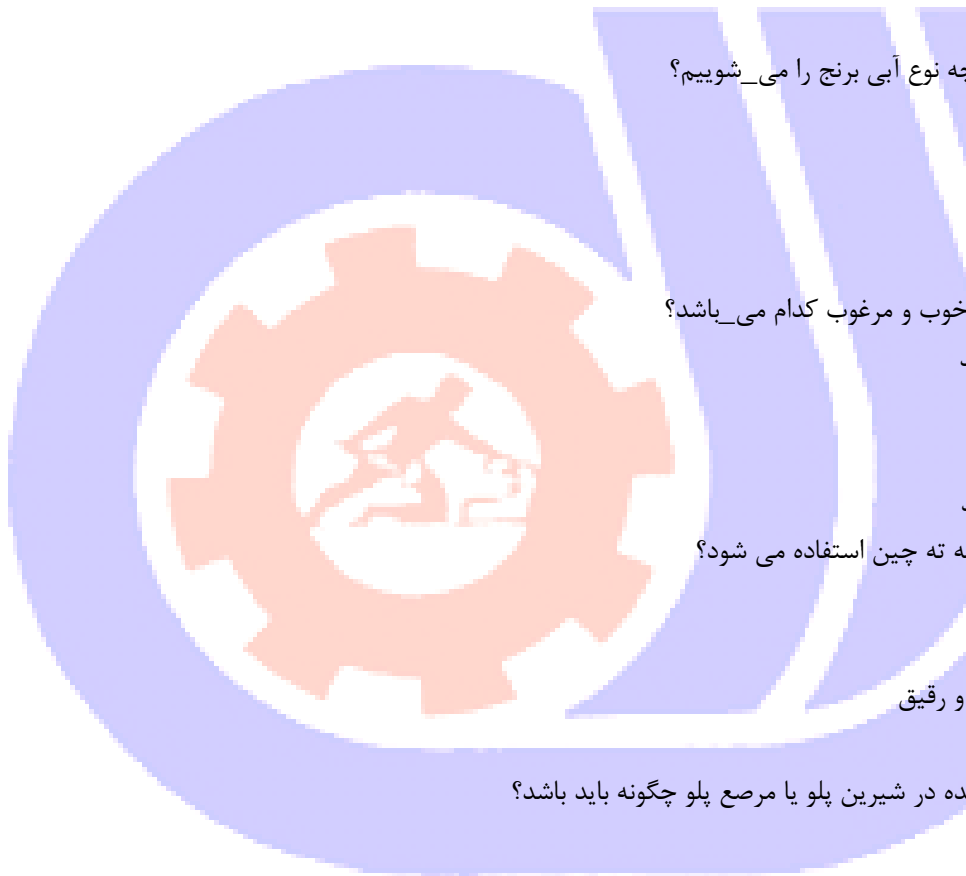 چه نوع آبی برنج را می_شوییم؟
خوب و مرغوب کدام می_باشد؟
د
د
ه ته چین استفاده می شود؟
و رقیق
ده در شیرین پلو یا مرصع پلو چگونه باید باشد؟